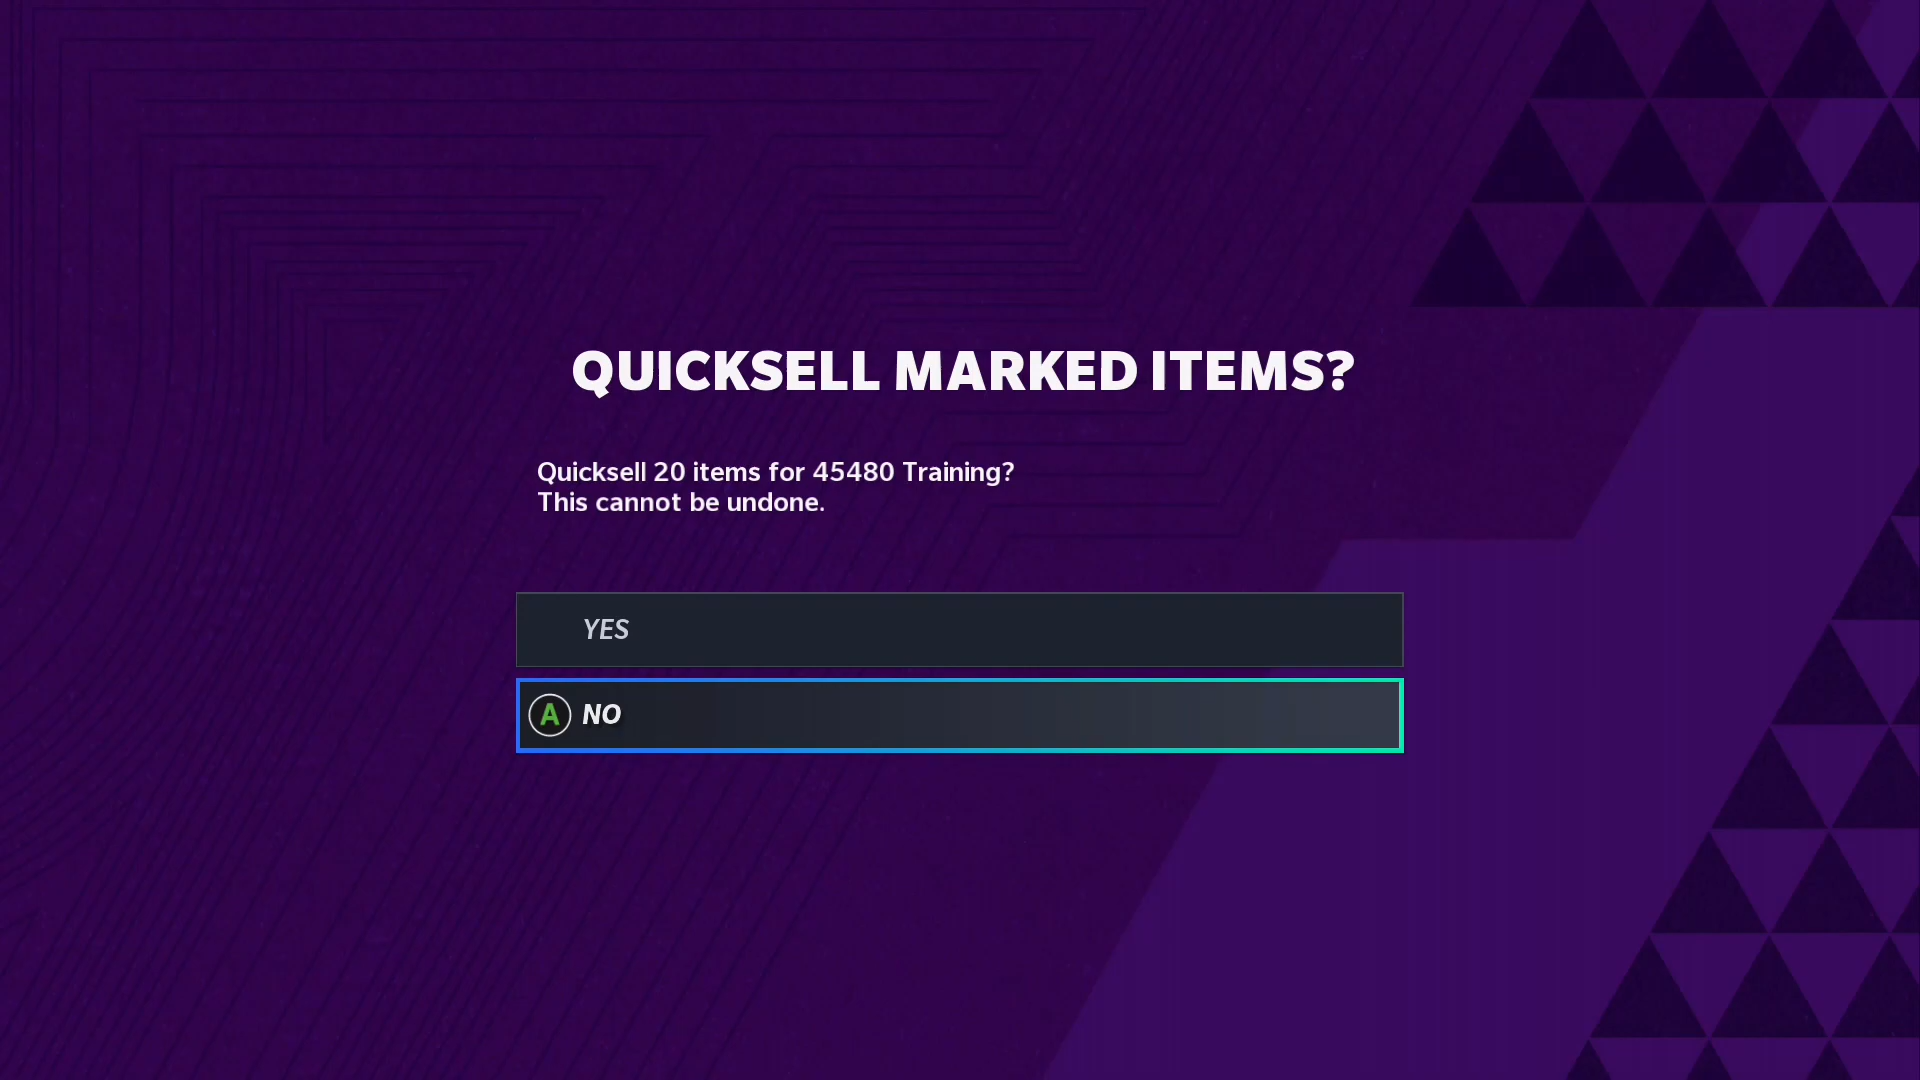 QUICKSELL MARKED ITEMS?
Quicksell 20 items for 45480 Training?
This cannot be undone.
YES
A NO